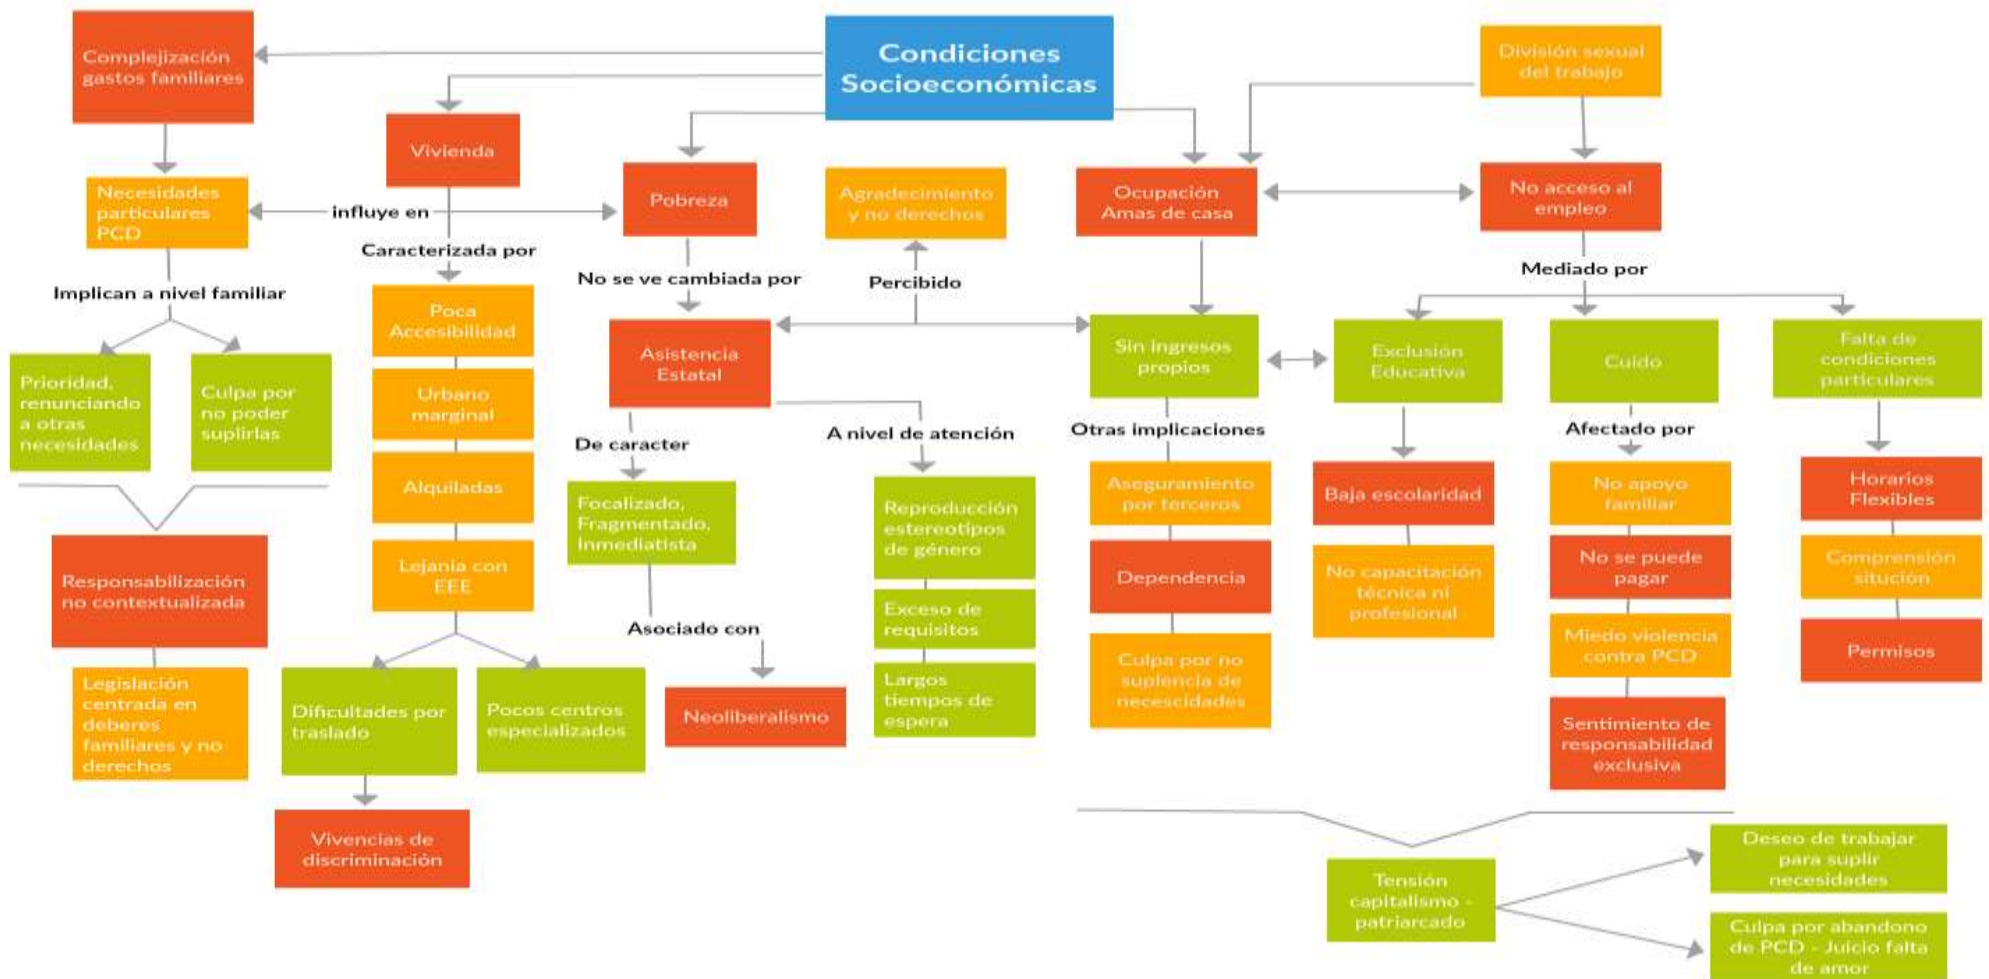 Condiciones
Socioeconómicas
Complejización
gastos familiares
División sexual
del trabajo
Vivienda
Pobreza
Agradecimiento
y no derechos
Ocupación
Amas de casa
No acceso al
empleo
Necesidades
particulares
PCD
influye en
Caracterizada por
No se ve cambiada por
Percibido
Mediado por
Implican a nivel familiar
Prioridad,
renunciando
a otras
necesidades
Culpa por
no poder
suplirlas
Poca
Accesibilidad
Urbano
marginal
Alquiladas
Lejanía con
EEE
Asistencia
Estatal
Sin ingresos
propios
Exclusión
Educativa
Cuido
Falta de
condiciones
particulares
De caracter
A nivel de atención
Otras implicaciones
Afectado por
Focalizado,
Fragmentado,
Inmediatista
Reproducción
estereotipos
de género
Exceso de
requisitos
Largos
tiempos de
espera
Aseguramiento
por terceros
Dependencia
Culpa por no
suplencia de
necescidades
Baja escolaridad
No capacitación
técnica ni
profesional
No apoyo
familiar
No se puede
pagar
Miedo violencia
contra PCD
Sentimiento de
responsabilidad
exclusiva
Horarios
Flexibles
Comprensión
situción
Permisos
Responsabilización
no contextualizada
Legislación
centrada en
deberes
familiares y no
derechos
Dificultades por
traslado
Pocos centros
especializados
Asociado con
Neoliberalismo
Vivencias de
discriminación
Tensión
capitalismo -
patriarcado
Deseo de trabajar
para suplir
necesidades
Culpa por abandono
de PCD - Juicio falta
de amor